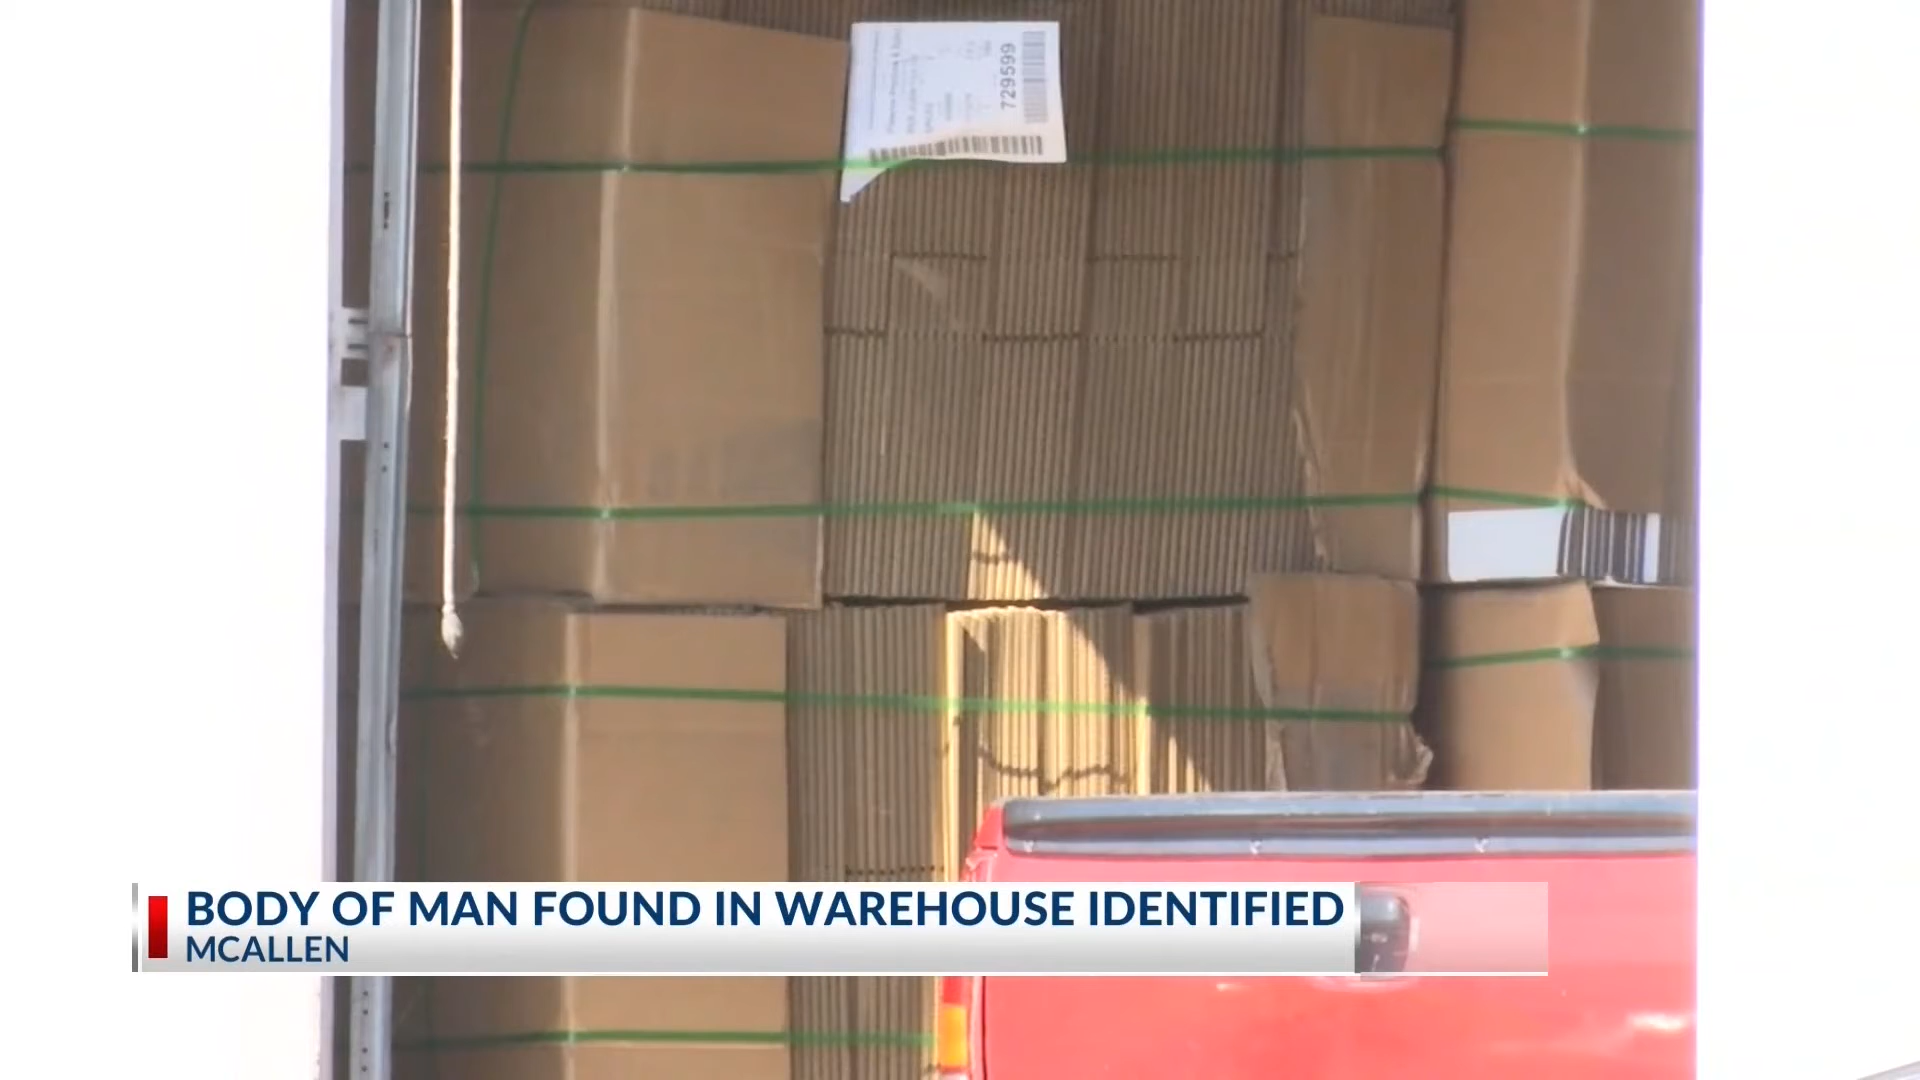 729599
BODY OF MAN FOUND IN WAREHOUSE IDENTIFIED
MCALLEN